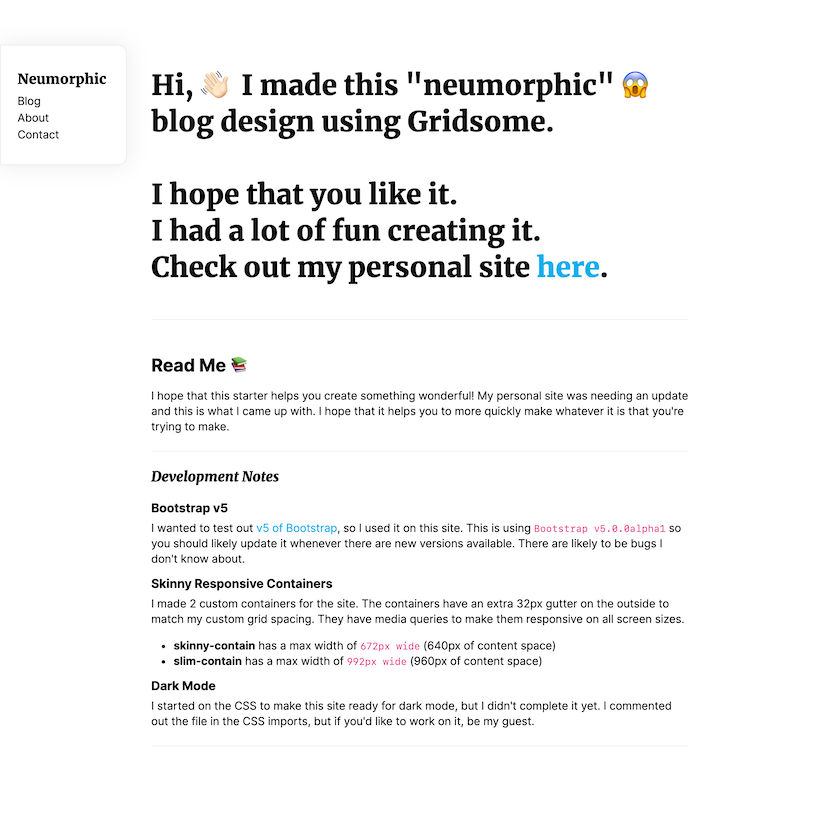 Neumorphic
Blog
About
Contact
Hi, 👋🏻 I made this "neumorphic" 😱
blog design using Gridsome.
I hope that you like it.
I had a lot of fun creating it.
Check out my personal site here.
Read Me 📚
I hope that this starter helps you create something wonderful! My personal site was needing an update
and this is what I came up with. I hope that it helps you to more quickly make whatever it is that you're
trying to make.
Development Notes
Bootstrap v5
I wanted to test out v5 of Bootstrap, so I used it on this site. This is using Bootstrap v5.0.0alpha1 so
you should likely update it whenever there are new versions available. There are likely to be bugs I
don't know about.
Skinny Responsive Containers
I made 2 custom containers for the site. The containers have an extra 32px gutter on the outside to
match my custom grid spacing. They have media queries to make them responsive on all screen sizes.
• skinny-contain has a max width of 672px wide (640px of content space)
• slim-contain has a max width of 992px wide (960px of content space)
Dark Mode
I started on the CSS to make this site ready for dark mode, but I didn't complete it yet. I commented
out the file in the CSS imports, but if you'd like to work on it, be my guest.